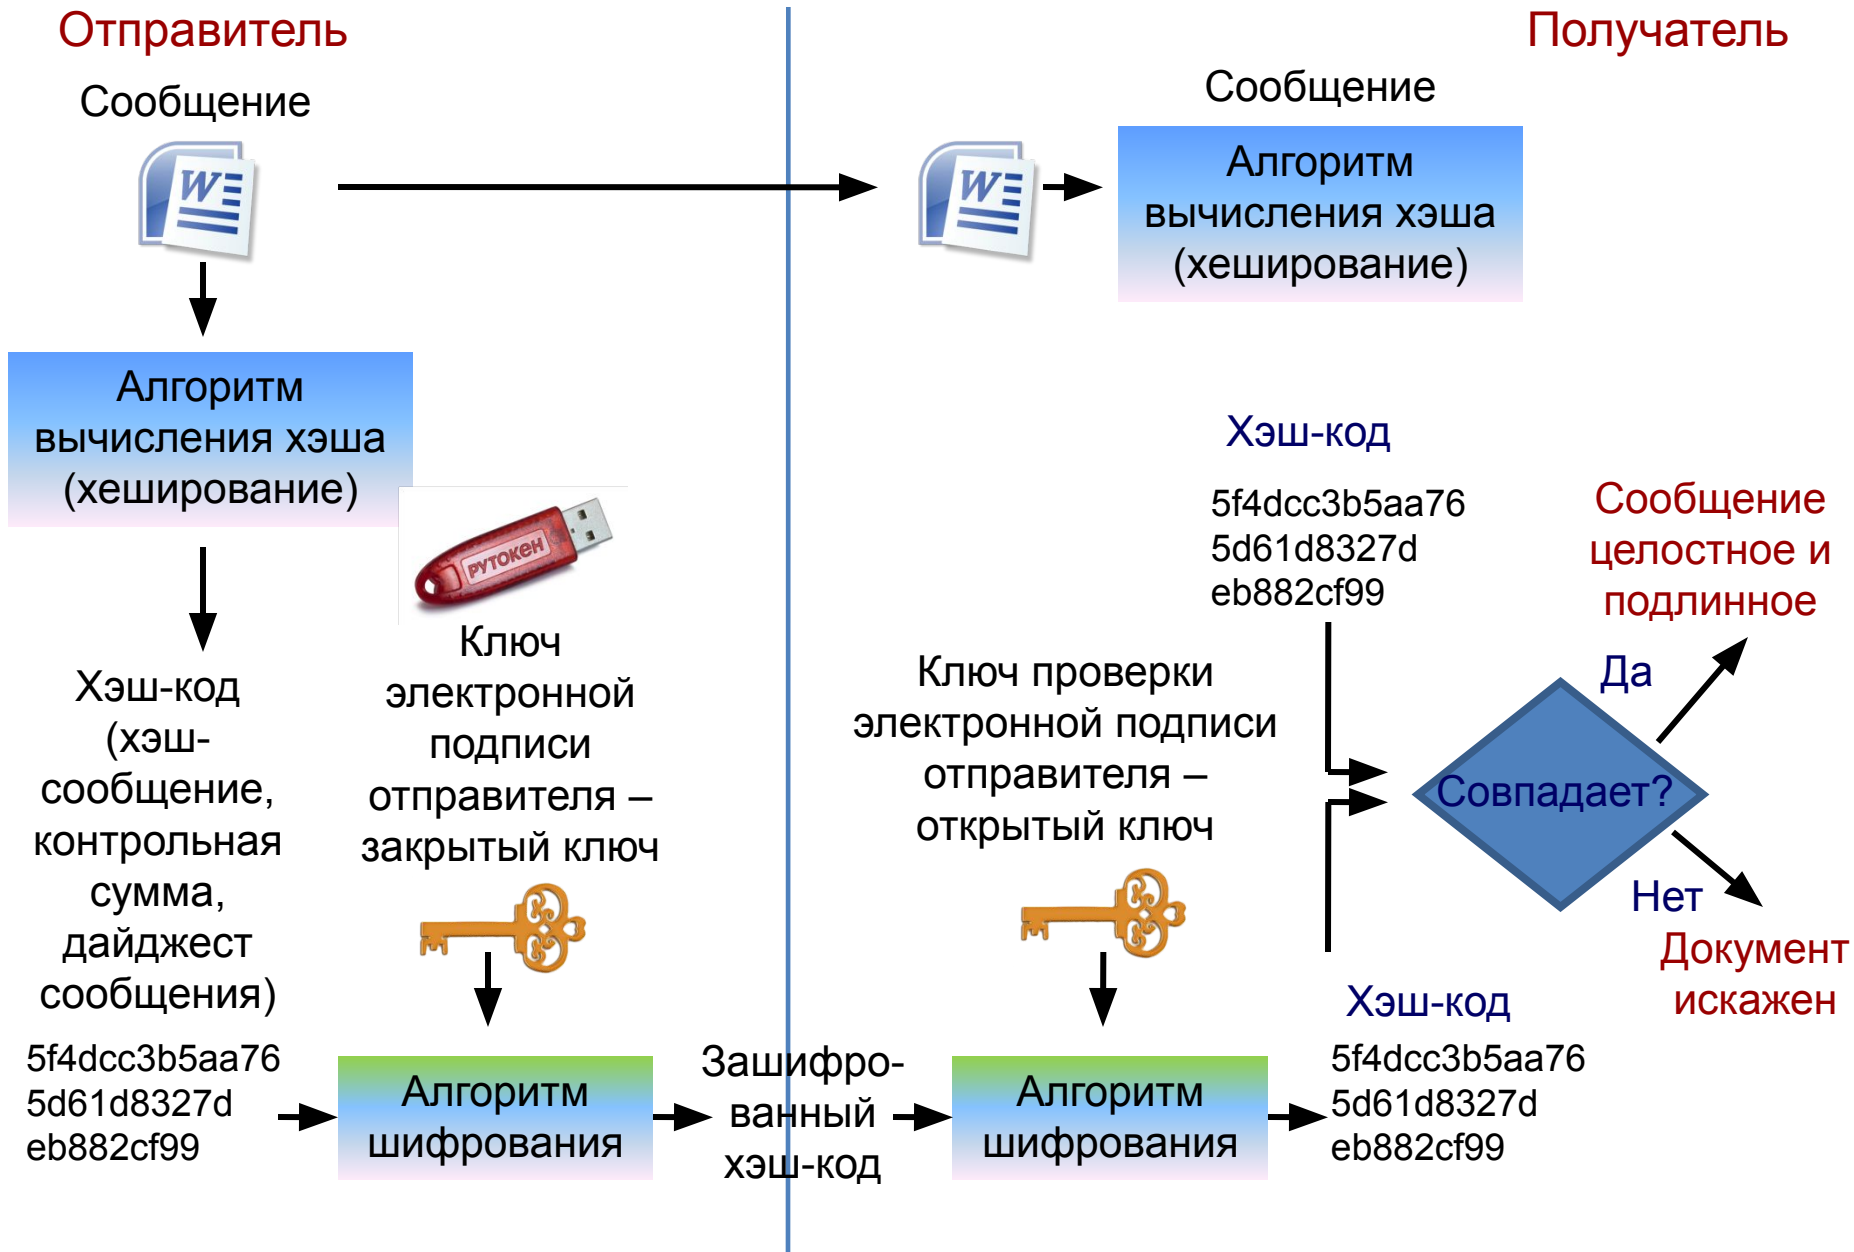 Отправитель
Сообщение
W
Алгоритм
вычисления хэша
(хеширование)
РУТОКЕН
Хэш-код
(хэш-
сообщение,
контрольная
сумма,
дайджест
сообщения)
5f4dcc3b5aa76
5d61d8327d
eb882cf99
Ключ
электронной
подписи
отправителя –
закрытый ключ
Алгоритм
шифрования
Зашифро-
ванный
хэш-код
Получатель
Сообщение
W
Алгоритм
вычисления хэша
(хеширование)
Хэш-код
5f4dcc3b5aa76
5d61d8327d
eb882cf99
Ключ проверки
электронной подписи
отправителя –
открытый ключ
Алгоритм
шифрования
Хэш-код
5f4dcc3b5aa76
5d61d8327d
eb882cf99
Совпадает?
Да
Сообщение
целостное и
подлинное
Нет
Документ
искажен